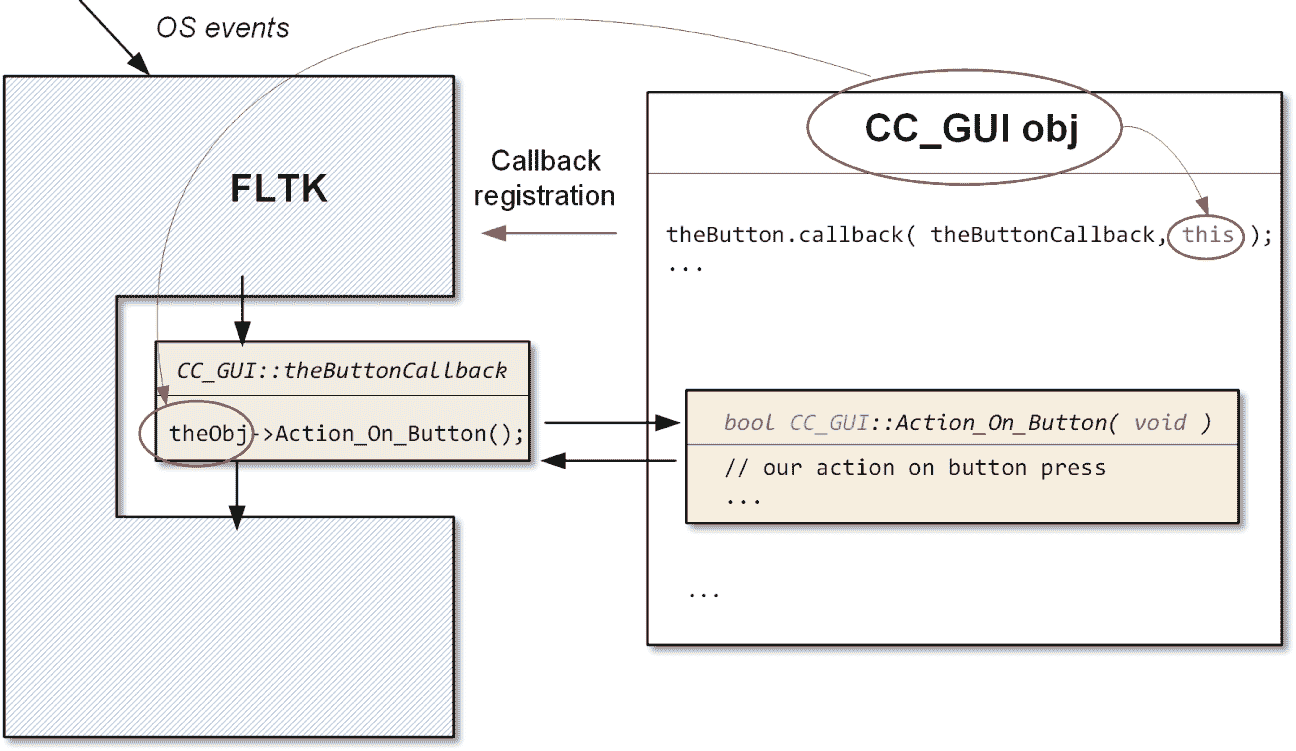 OS events
FLTK
Callback
registration
CC_GUI obj
theButton.callback( theButtonCallback, this );
...
CC_GUI::theButtonCallback
theObj->Action_On_Button();
bool CC_GUI::Action_On_Button( void )
// our action on button press
...
...